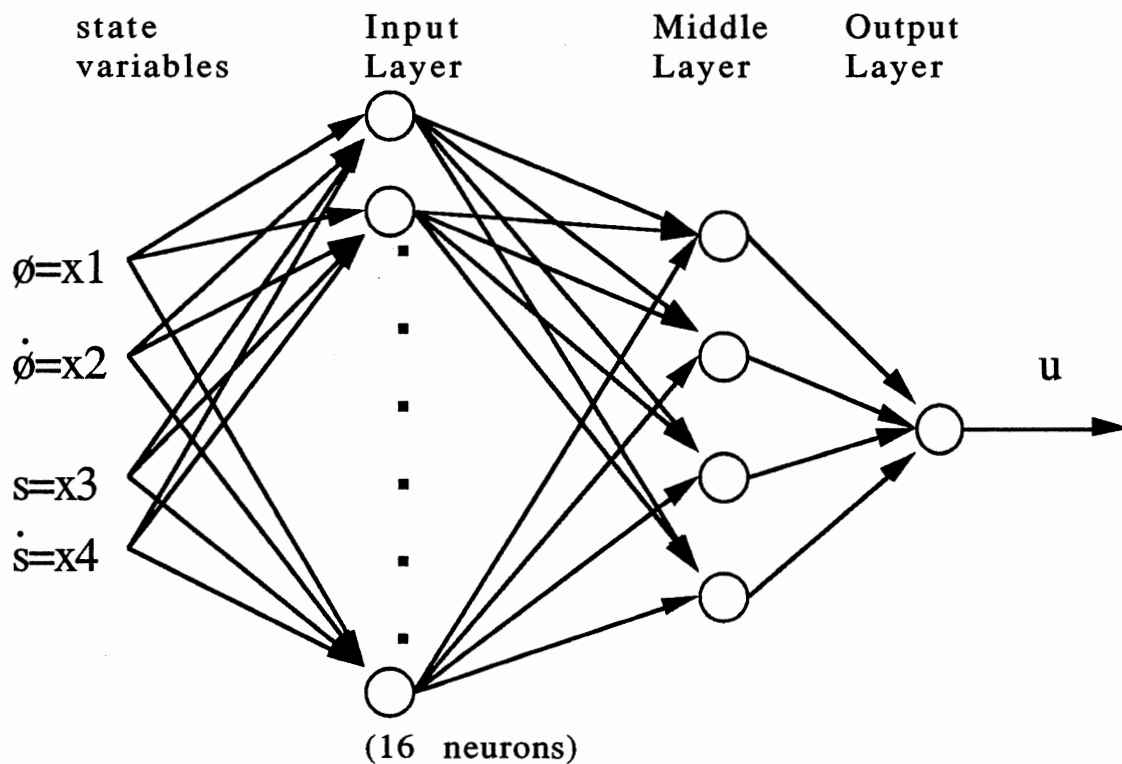 state variables
Input Layer
Middle Layer
Output Layer
ø=x1
ø̇=x2
s=x3
ṡ=x4
u
(16 neurons)